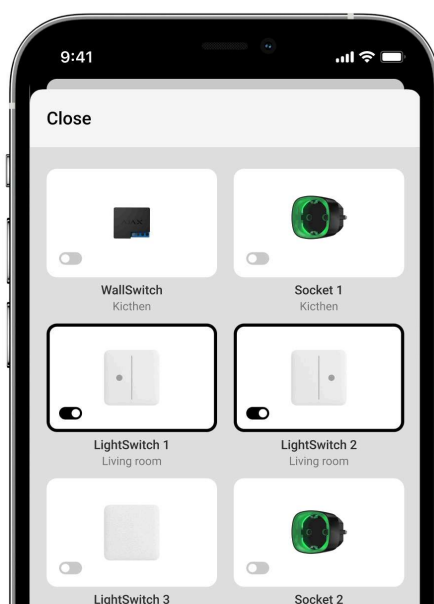 9:41
Close
WallSwitch
Kicthen
Socket 1
Kicthen
LightSwitch 1
Living room
LightSwitch 2
Living room
LightSwitch 3
Socket 2